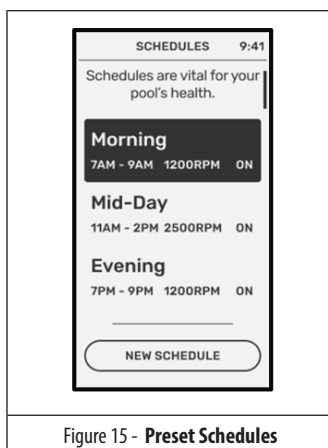 SCHEDULES 9:41
Schedules are vital for your
pool's health.
Morning
7AM - 9AM 1200RPM ON
Mid-Day
11AM - 2PM 2500RPM ON
Evening
7PM - 9PM 1200RPM ON
NEW SCHEDULE
Figure 15 - Preset Schedules